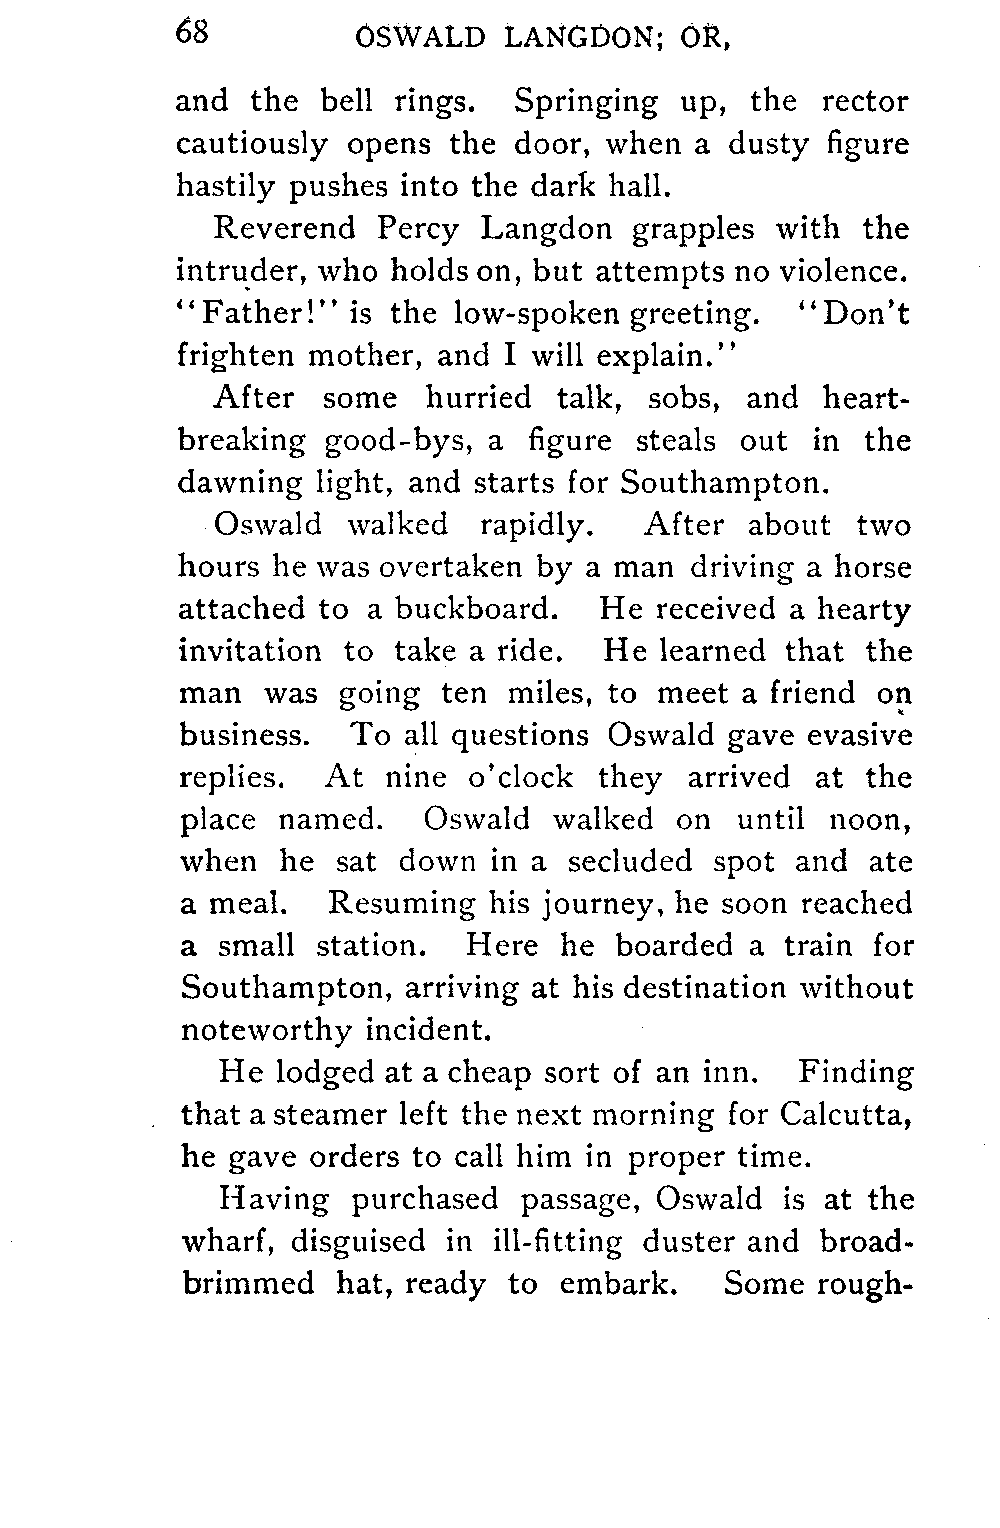 68 OSWALD LANGDON; OR,
and the bell rings. Springing up, the rector
cautiously opens the door, when a dusty figure
hastily pushes into the dark hall.
Reverend Percy Langdon grapples with the
intruder, who holds on, but attempts no violence.
"Father!" is the low-spoken greeting. "Don't
frighten mother, and I will explain."
After some hurried talk, sobs, and heart-
breaking good-bys, a figure steals out in the
dawning light, and starts for Southampton.
Oswald walked rapidly. After about two
hours he was overtaken by a man driving a horse
attached to a buckboard. He received a hearty
invitation to take a ride. He learned that the
man was going ten miles, to meet a friend on
business. To all questions Oswald gave evasive
replies. At nine o'clock they arrived at the
place named. Oswald walked on until noon,
when he sat down in a secluded spot and ate
a meal. Resuming his journey, he soon reached
a small station. Here he boarded a train for
Southampton, arriving at his destination without
noteworthy incident.
He lodged at a cheap sort of an inn. Finding
that a steamer left the next morning for Calcutta,
he gave orders to call him in proper time.
Having purchased passage, Oswald is at the
wharf, disguised in ill-fitting duster and broad-
brimmed hat, ready to embark. Some rough-